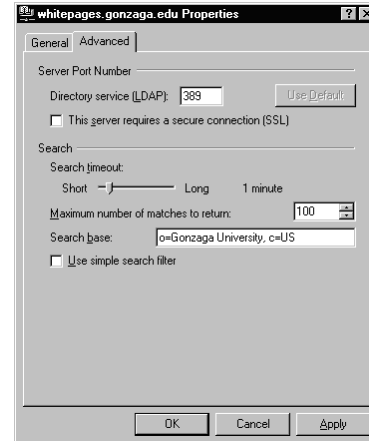 whitepages.gonzaga.edu Properties
General Advanced
Server Port Number
Directory service (LDAP): 389 Use Default
This server requires a secure connection (SSL)
Search
Search timeout:
Short Long 1 minute
Maximum number of matches to return: 100
Search base: o=Gonzaga University, c=US
Use simple search filter
OK Cancel Apply